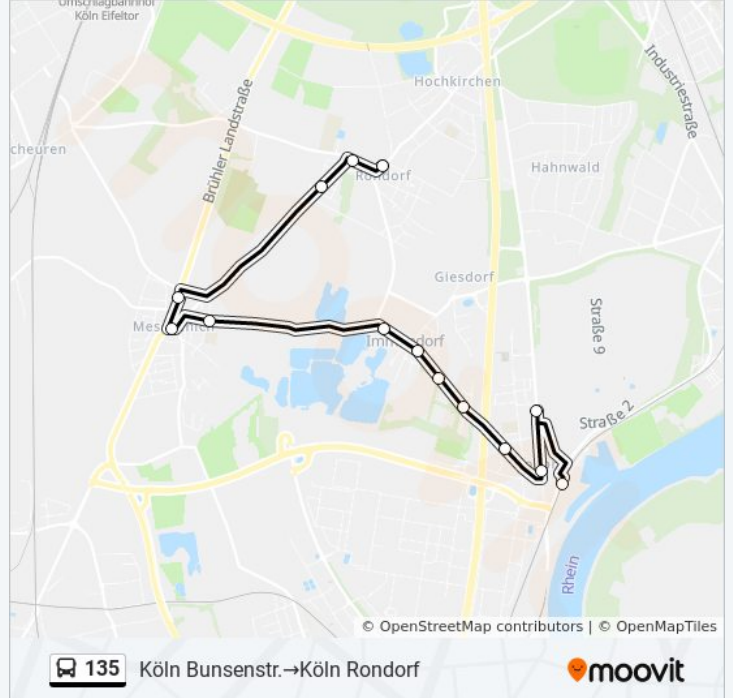 Umschlagbahnhof
Köln Eifeltor
Hochkirchen
Industriestraße
cheuren
Brühler Landstraße
Rondorf
Hahnwald
Giesdorf
Straße 9
Straße 2
Rhein
© OpenStreetMap contributors | © OpenMapTiles
135 Köln Bunsenstr.→Köln Rondorf moovit